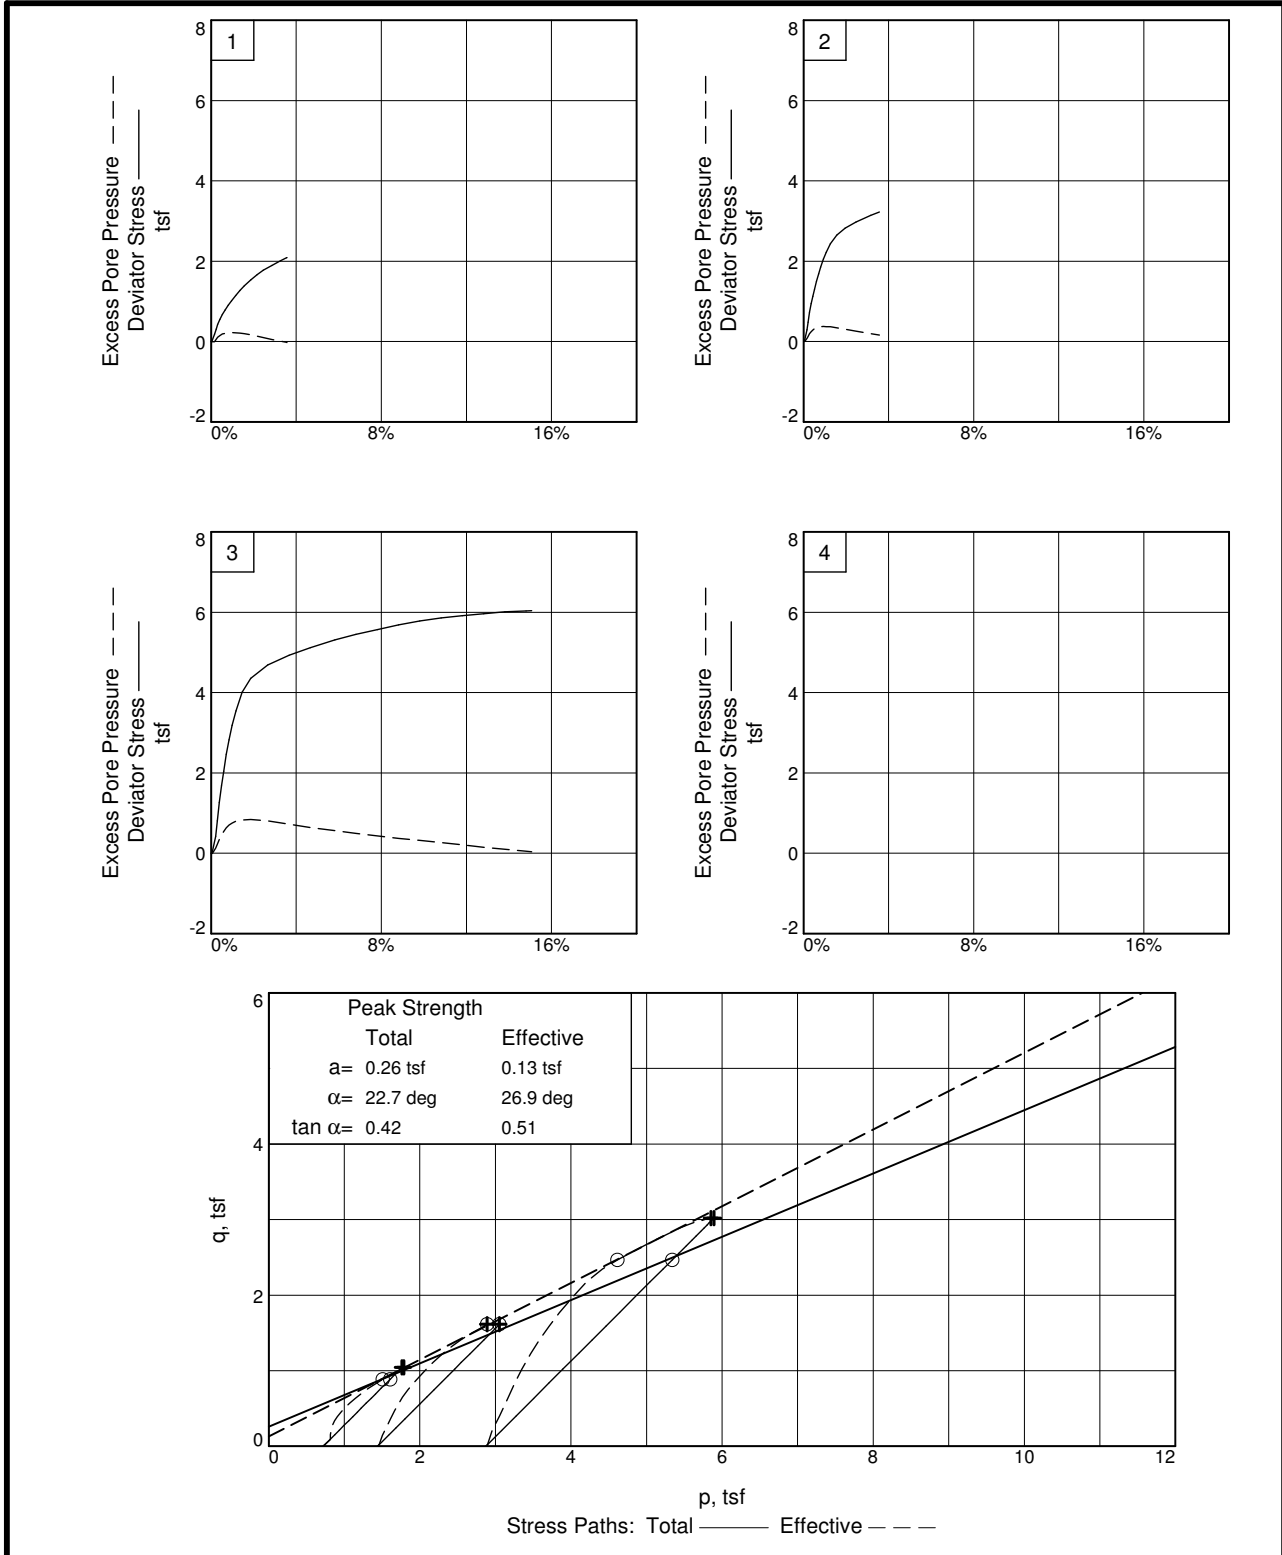 1
8
6
4
2
0
-2
0%
8%
16%
Excess Pore Pressure
Deviator Stress
tsf
2
8
6
4
2
0
-2
0%
8%
16%
Excess Pore Pressure
Deviator Stress
tsf
3
8
6
4
2
0
-2
0%
8%
16%
Excess Pore Pressure
Deviator Stress
tsf
4
8
6
4
2
0
-2
0%
8%
16%
Excess Pore Pressure
Deviator Stress
tsf
Peak Strength
Total Effective
a= 0.26 tsf 0.13 tsf
α= 22.7 deg 26.9 deg
tan α= 0.42 0.51
6
4
2
0
q, tsf
0 2 4 6 8 10 12
p, tsf
Stress Paths: Total Effective